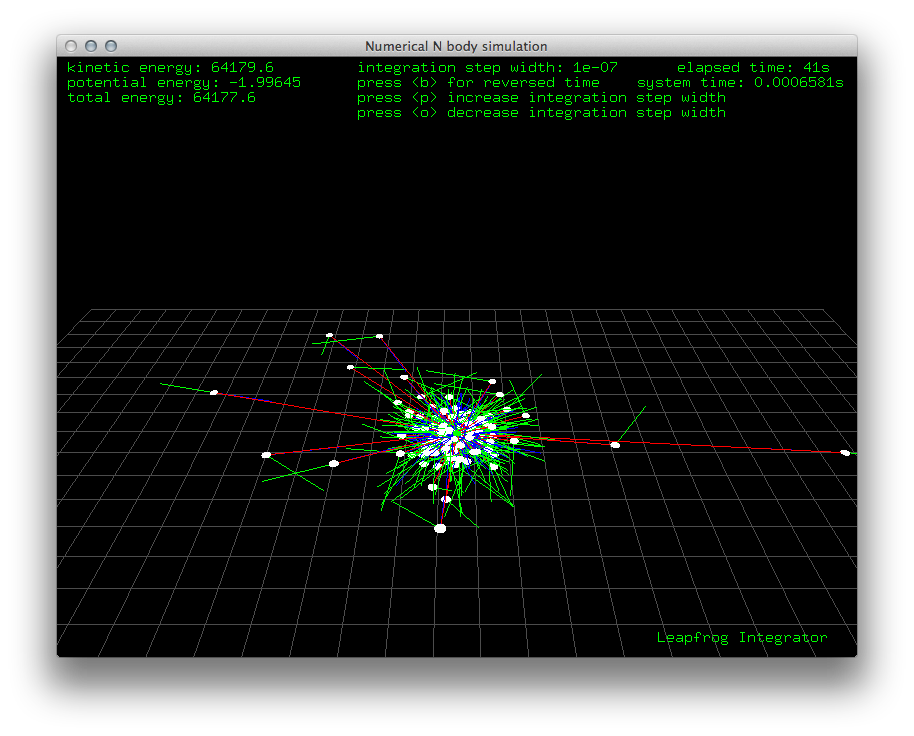 Numerical N body simulation
kinetic energy: 64179.6
potential energy: -1.99645
total energy: 64177.6
integration step width: 1e-07
press <b> for reversed time
press <p> increase integration step width
press <o> decrease integration step width
elapsed time: 41s
system time: 0.0006581s
Leapfrog Integrator